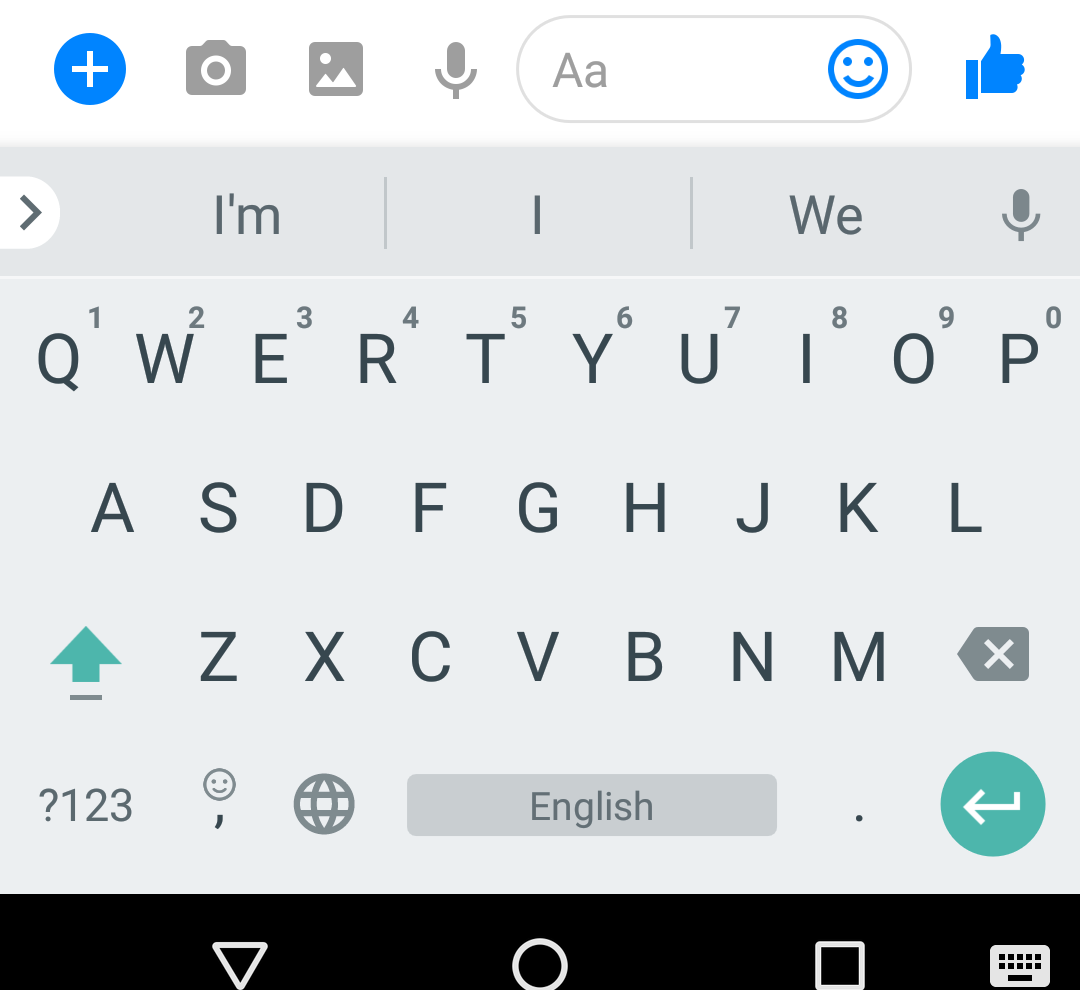 Aa
I'm I We
1 2 3 4 5 6 7 8 9 0
Q W E R T Y U I O P
A S D F G H J K L
Z X C V B N M
?123 , English .